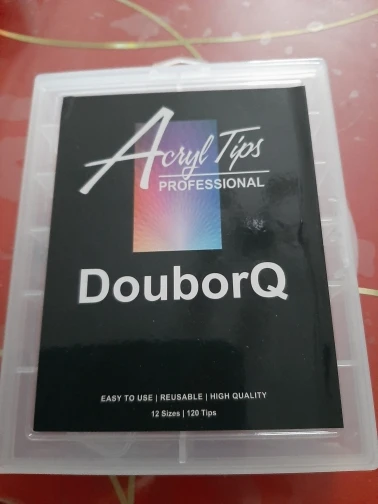 Acryl Tips
PROFESSIONAL
DouborQ
EASY TO USE | REUSABLE | HIGH QUALITY
12 Sizes | 120 Tips